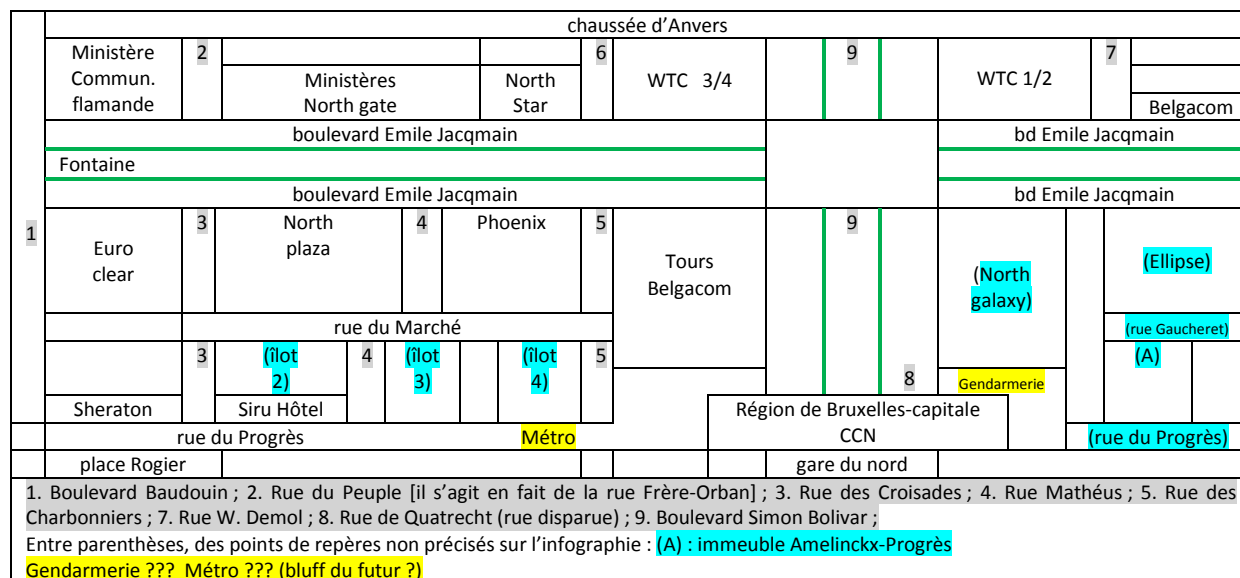 chaussée d’Anvers
Ministère 2 6 9 7
Commun. Ministères North WTC 3/4 WTC 1/2
flamande North gate Star Belgacom
boulevard Emile Jacqmain bd Emile Jacqmain
Fontaine
boulevard Emile Jacqmain bd Emile Jacqmain
1
Euro
clear
3
North
plaza
4
Phoenix
5
Tours
Belgacom
9
(North
galaxy)
(Ellipse)
rue du Marché
(rue Gaucheret)
3
(îlot
2)
4
(îlot
3)
(îlot
4)
5
8
Gendarmerie
(A)
Sheraton
Siru Hôtel
Région de Bruxelles-capitale
CCN
rue du Progrès
Métro
(rue du Progrès)
place Rogier
gare du nord
1. Boulevard Baudouin ; 2. Rue du Peuple [il s’agit en fait de la rue Frère-Orban] ; 3. Rue des Croisades ; 4. Rue Mathéus ; 5. Rue des
Charbonniers ; 7. Rue W. Demol ; 8. Rue de Quatrecht (rue disparue) ; 9. Boulevard Simon Bolivar ;
Entre parenthèses, des points de repères non précisés sur l’infographie : (A) : immeuble Amelinckx-Progrès
Gendarmerie ??? Métro ??? (bluff du futur ?)